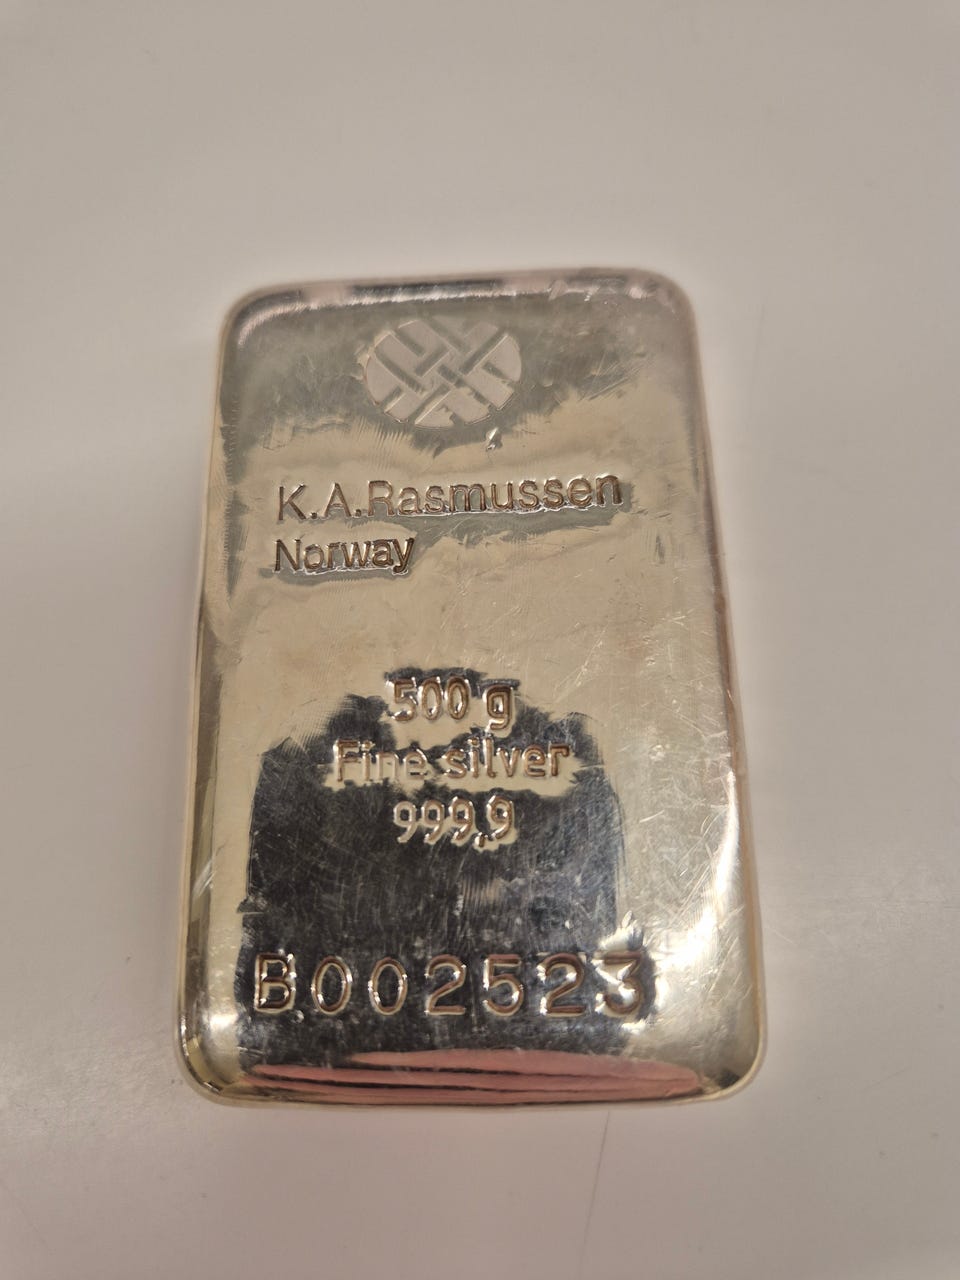 K.A.Rasmussen
Norway
500 g
Fine silver
999,9
B002523